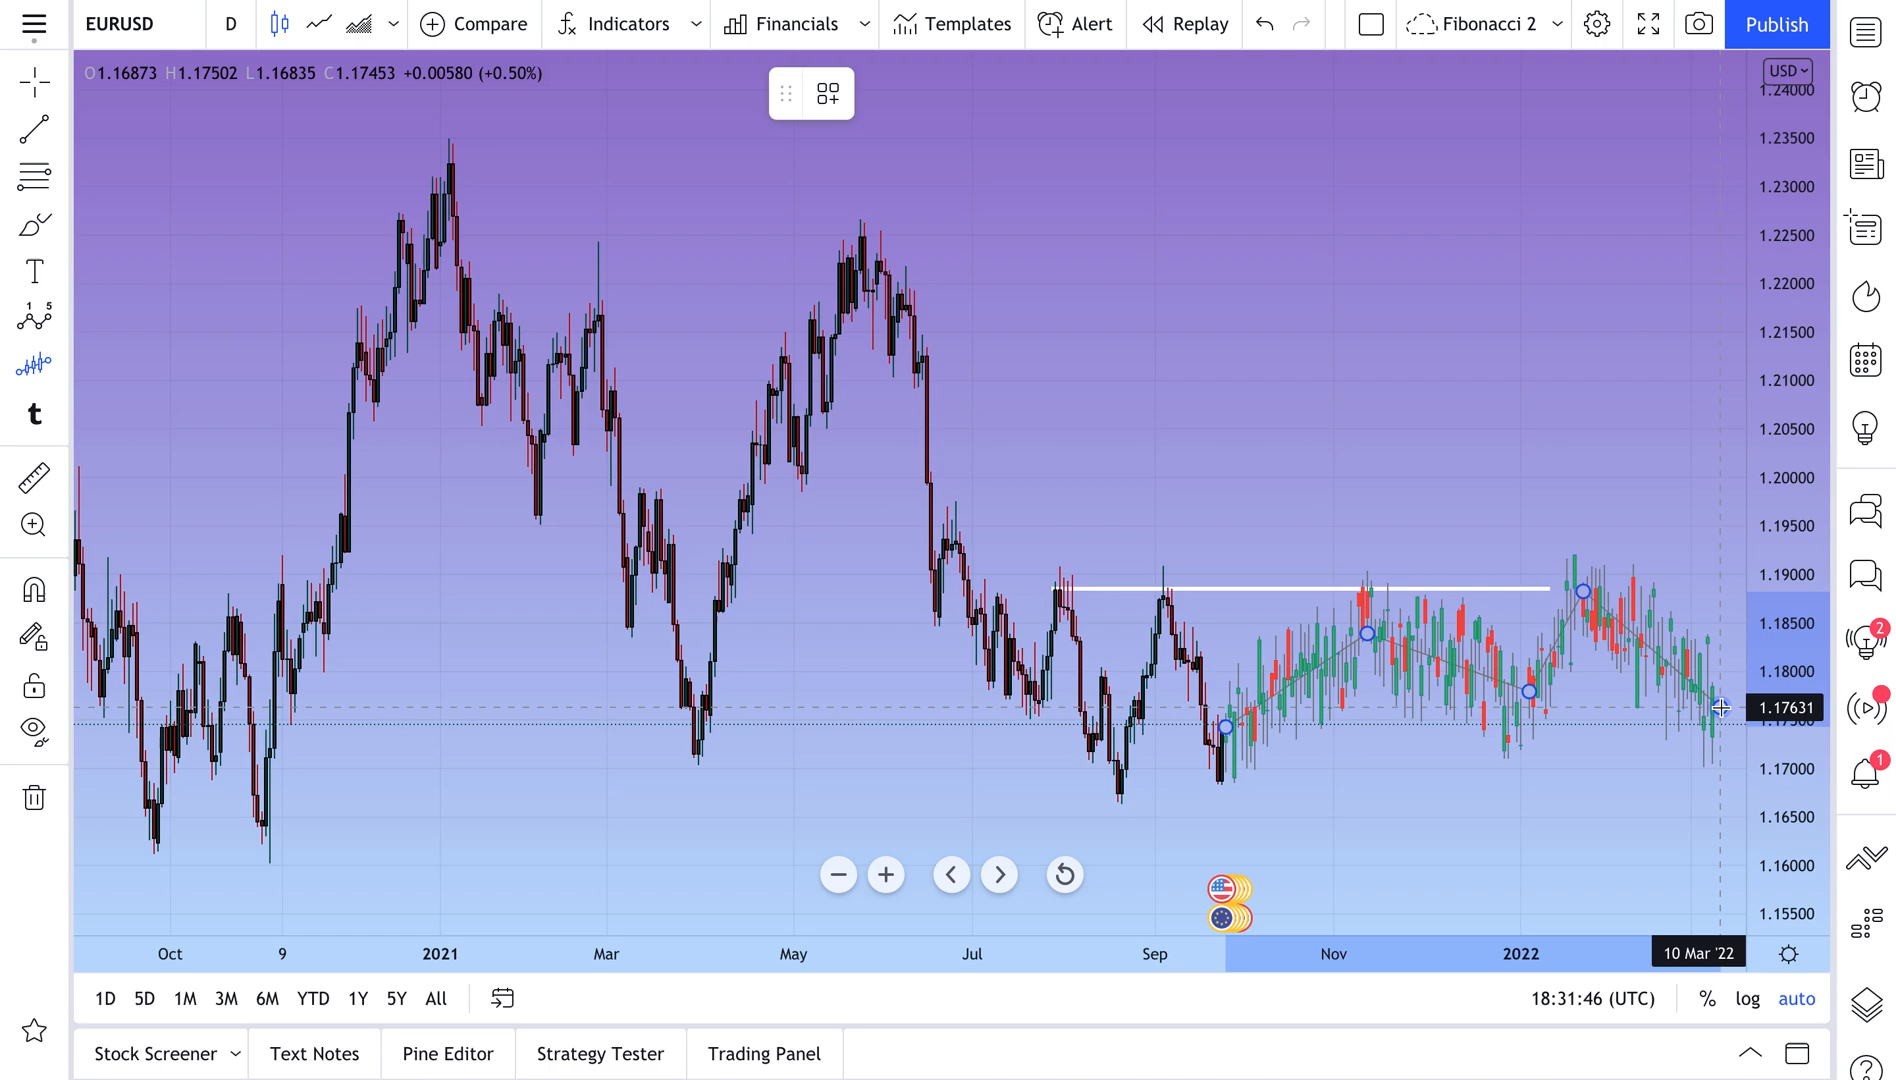 EURUSD D Compare Indicators Financials Templates Alert Replay Fibonacci 2 Publish
O1.16873 H1.17502 L1.16835 C1.17453 +0.00580 (+0.50%)
USD
1.24000
1.23500
1.23000
1.22500
1.22000
1.21500
1.21000
1.20500
1.20000
1.19500
1.19000
1.18500
1.18000
1.17631
1.17000
1.16500
1.16000
1.15500
T
1 5
t
2
1
Oct 9 2021 Mar May Jul Sep Nov 2022 10 Mar '22
1D 5D 1M 3M 6M YTD 1Y 5Y All 18:31:46 (UTC) % log auto
Stock Screener Text Notes Pine Editor Strategy Tester Trading Panel